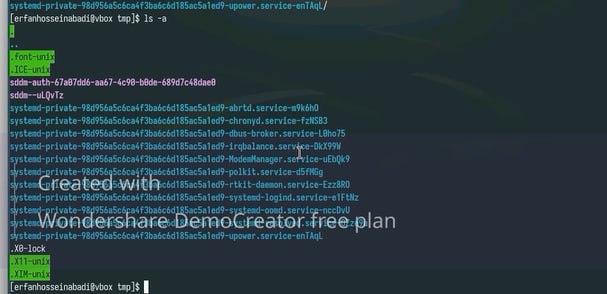 systemd-private-98d956a5c6ca4f3ba6c6d185ac5a1ed9-upower.service-enTAqL/
[erfanhosseinabadi@vbox tmp]$ ls -a
.
..
.font-unix
.ICE-unix
sddm-auth-67a07dd6-aa67-4c90-b0de-689d7c48dae0
sddm--uLQvTz
systemd-private-98d956a5c6ca4f3ba6c6d185ac5a1ed9-abrtd.service-m9k6hO
systemd-private-98d956a5c6ca4f3ba6c6d185ac5a1ed9-chronyd.service-fzNSB3
systemd-private-98d956a5c6ca4f3ba6c6d185ac5a1ed9-dbus-broker.service-L0ho75
systemd-private-98d956a5c6ca4f3ba6c6d185ac5a1ed9-irqbalance.service-DkX99W
systemd-private-98d956a5c6ca4f3ba6c6d185ac5a1ed9-ModemManager.service-uEbQk9
systemd-private-98d956a5c6ca4f3ba6c6d185ac5a1ed9-polkit.service-d5fMGg
systemd-private-98d956a5c6ca4f3ba6c6d185ac5a1ed9-rtkit-daemon.service-Ezz8RO
Created with
systemd-private-98d956a5c6ca4f3ba6c6d185ac5a1ed9-systemd-logind.service-e1FtNz
systemd-private-98d956a5c6ca4f3ba6c6d185ac5a1ed9-systemd-oomd.service-nccDvU
Wondershare DemoCreator free plan
systemd-private-98d956a5c6ca4f3ba6c6d185ac5a1ed9-upower.service-enTAqL
.X0-lock
.X11-unix
.XIM-unix
[erfanhosseinabadi@vbox tmp]$